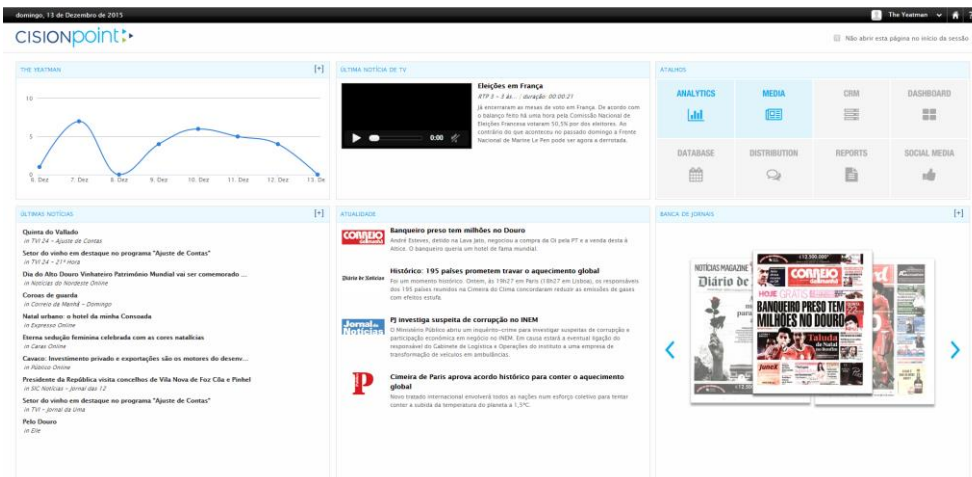 domingo, 13 de Dezembro de 2015
The Yeatman
CISIONpoint
Não abrir esta página no início da sessão
THE YEATMAN
[+]
10
5
0
6. Dez 7. Dez 8. Dez 9. Dez 10. Dez 11. Dez 12. Dez 13. De
ÚLTIMA NOTÍCIA DE TV
0:00
Eleições em França
RTP 3 - 3 às... | duração: 00:00:21
Já encerraram as mesas de voto em França. De acordo com
o balanço feito há uma hora pela Comissão Nacional de
Eleições Francesa votaram 50,5% por dos eleitores. Ao
contrário do que aconteceu no passado domingo a Frente
Nacional de Marine Le Pen pode ser agora a derrotada.
ATALHOS
ANALYTICS
MEDIA
CRM
DASHBOARD
DATABASE
DISTRIBUTION
REPORTS
SOCIAL MEDIA
ÚLTIMAS NOTÍCIAS
[+]
Quinta do Vallado
in TVI 24 - Ajuste de Contas
Setor do vinho em destaque no programa "Ajuste de Contas"
in TVI 24 - 21ª Hora
Dia do Alto Douro Vinhateiro Património Mundial vai ser comemorado ...
in Notícias do Nordeste Online
Coroas de guarda
in Correio da Manhã - Domingo
Natal urbano: o hotel da minha Consoada
in Expresso Online
Eterna sedução feminina celebrada com as cores natalícias
in Caras Online
Cavaco: Investimento privado e exportações são os motores do desenv...
in Público Online
Presidente da República visita concelhos de Vila Nova de Foz Côa e Pinhel
in SIC Notícias - Jornal das 12
Setor do vinho em destaque no programa "Ajuste de Contas"
in TVI - Jornal da Uma
Pelo Douro
in Elle
ATUALIDADE
CORREIO
Banqueiro preso tem milhões no Douro
André Esteves, detido na Lava Jato, negociou a compra da Oi pela PT e a venda desta à
Altice. O banqueiro queria um hotel de fama mundial.
Diário de Notícias
Histórico: 195 países prometem travar o aquecimento global
Foi um momento histórico. Ontem, às 19h27 em Paris (18h27 em Lisboa), os responsáveis
dos 195 países reunidos na Cimeira do Clima concordaram reduzir as emissões de gases
com efeitos estufa.
Jornal de Notícias
PJ investiga suspeita de corrupção no INEM
O Ministério Público abriu um inquérito-crime para investigar suspeitas de corrupção e
participação económica em negócio no INEM. Em causa estará a eventual ligação do
responsável do Gabinete de Logística e Operações do instituto a uma empresa de
transformação de veículos em ambulâncias.
P
Cimeira de Paris aprova acordo histórico para conter o aquecimento
global
Novo tratado internacional envolverá todos as nações num esforço coletivo para tentar
conter a subida da temperatura do planeta a 1,5ºC.
BANCA DE JORNAIS
[+]
NOTÍCIAS MAGAZINE
Diário de
CORREIO
HOJE GRÁTIS
BANQUEIRO PRESO TEM
MILHÕES NO DOURO
Taluda
de Natal